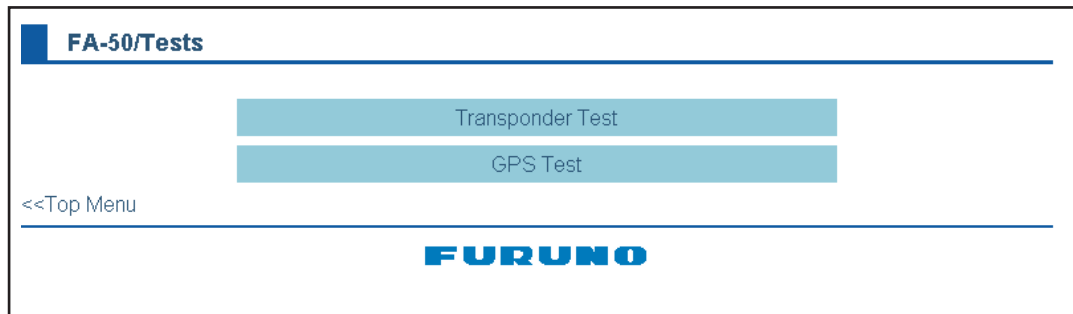 FA-50/Tests
Transponder Test
GPS Test
<<Top Menu
FURUNO